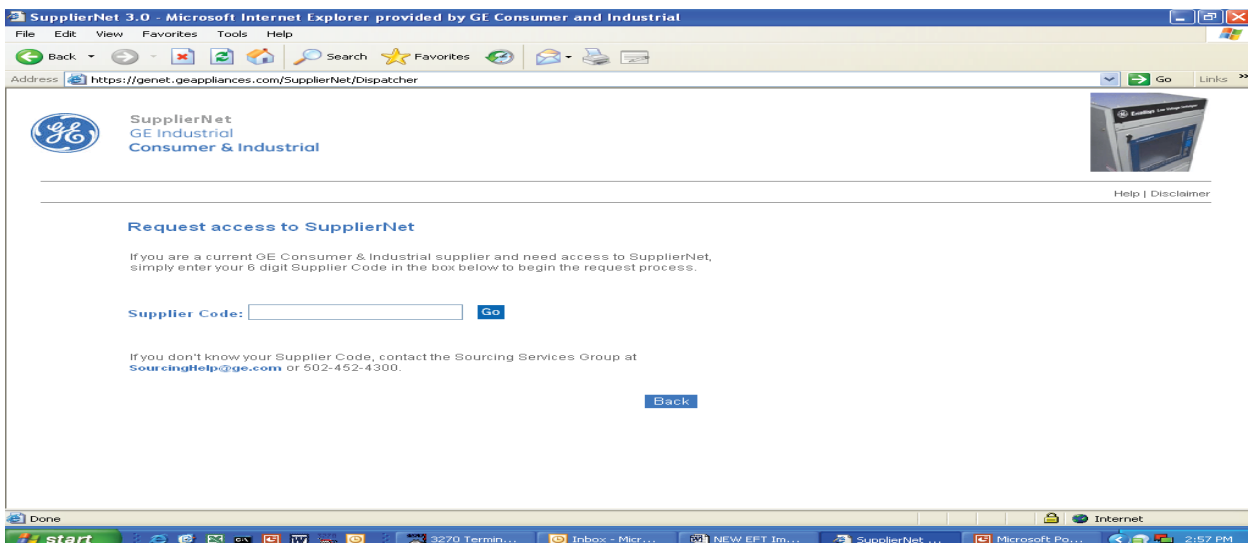 SupplierNet 3.0 - Microsoft Internet Explorer provided by GE Consumer and Industrial
File Edit View Favorites Tools Help
Back Search Favorites
Address https://genet.geappliances.com/SupplierNet/Dispatcher Go Links »
SupplierNet
GE Industrial
Consumer & Industrial
Help | Disclaimer
Request access to SupplierNet
If you are a current GE Consumer & Industrial supplier and need access to SupplierNet,
simply enter your 6 digit Supplier Code in the box below to begin the request process.
Supplier Code: Go
If you don't know your Supplier Code, contact the Sourcing Services Group at
SourcingHelp@ge.com or 502-452-4300.
Back
Done Internet
start 3270 Termin... Inbox - Micr... NEW EFT Im... SupplierNet ... Microsoft Po... 2:57 PM